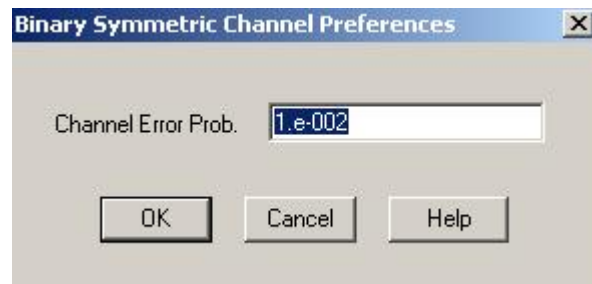 Binary Symmetric Channel Preferences
Channel Error Prob. 1.e-002
OK Cancel Help